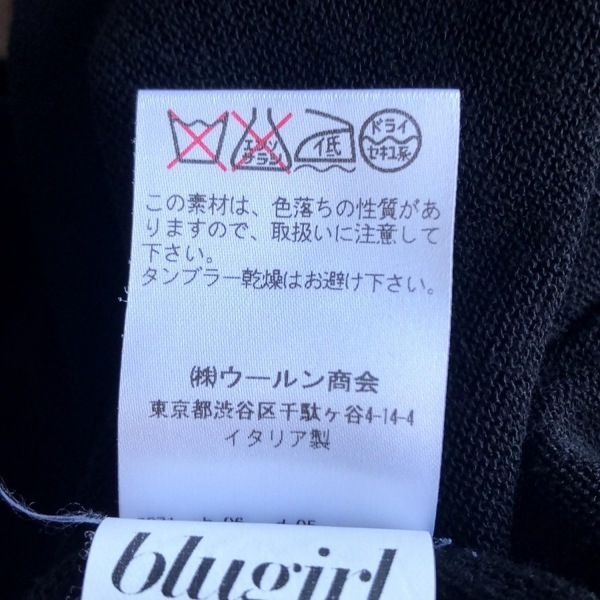 エンソ
サラシ
低
ドライ
セキユ系
この素材は、色落ちの性質があ
りますので、取扱いに注意して
下さい。
タンブラー乾燥はお避け下さい。
㈱ウールン商会
東京都渋谷区千駄ヶ谷4-14-4
イタリア製
blugirl